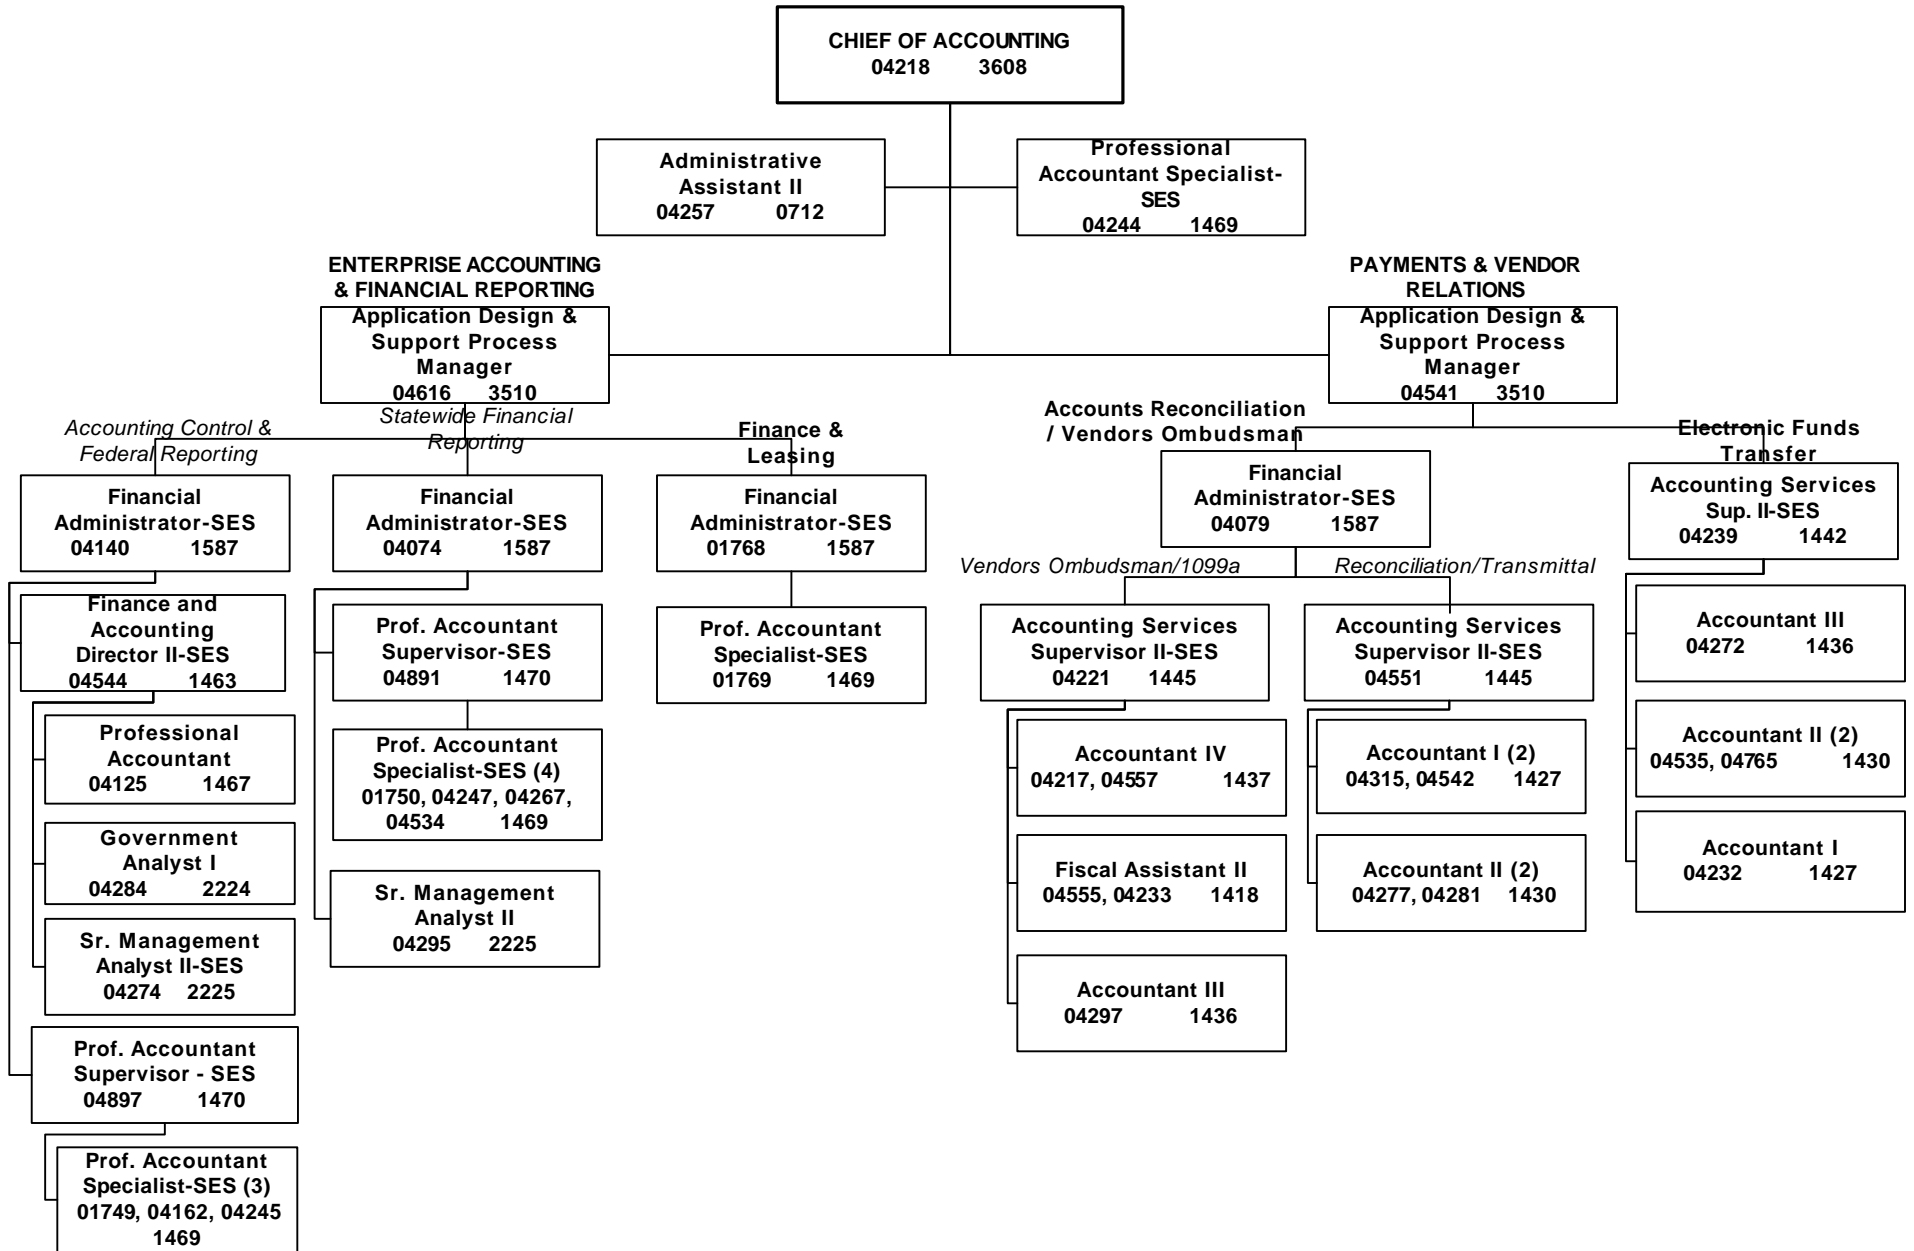 CHIEF OF ACCOUNTING
04218 3608
Administrative
Assistant II
04257 0712
Professional
Accountant Specialist-
SES
04244 1469
ENTERPRISE ACCOUNTING
& FINANCIAL REPORTING
Application Design &
Support Process
Manager
04616 3510
PAYMENTS & VENDOR
RELATIONS
Application Design &
Support Process
Manager
04541 3510
Accounting Control &
Federal Reporting
Financial
Administrator-SES
04140 1587
Finance and
Accounting
Director II-SES
04544 1463
Professional
Accountant
04125 1467
Government
Analyst I
04284 2224
Sr. Management
Analyst II-SES
04274 2225
Prof. Accountant
Supervisor - SES
04897 1470
Prof. Accountant
Specialist-SES (3)
01749, 04162, 04245
1469
Statewide Financial
Reporting
Financial
Administrator-SES
04074 1587
Prof. Accountant
Supervisor-SES
04891 1470
Prof. Accountant
Specialist-SES (4)
01750, 04247, 04267,
04534 1469
Sr. Management
Analyst II
04295 2225
Finance &
Leasing
Financial
Administrator-SES
01768 1587
Prof. Accountant
Specialist-SES
01769 1469
Accounts Reconciliation
/ Vendors Ombudsman
Financial
Administrator-SES
04079 1587
Vendors Ombudsman/1099a
Accounting Services
Supervisor II-SES
04221 1445
Accountant IV
04217, 04557 1437
Fiscal Assistant II
04555, 04233 1418
Accountant III
04297 1436
Reconciliation/Transmittal
Accounting Services
Supervisor II-SES
04551 1445
Accountant I (2)
04315, 04542 1427
Accountant II (2)
04277, 04281 1430
Electronic Funds
Transfer
Accounting Services
Sup. II-SES
04239 1442
Accountant III
04272 1436
Accountant II (2)
04535, 04765 1430
Accountant I
04232 1427